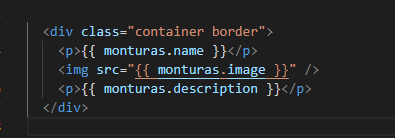 <div class="container border">
<p>{{ monturas.name }}</p>
<img src="{{ monturas.image }}" />
<p>{{ monturas.description }}</p>
</div>